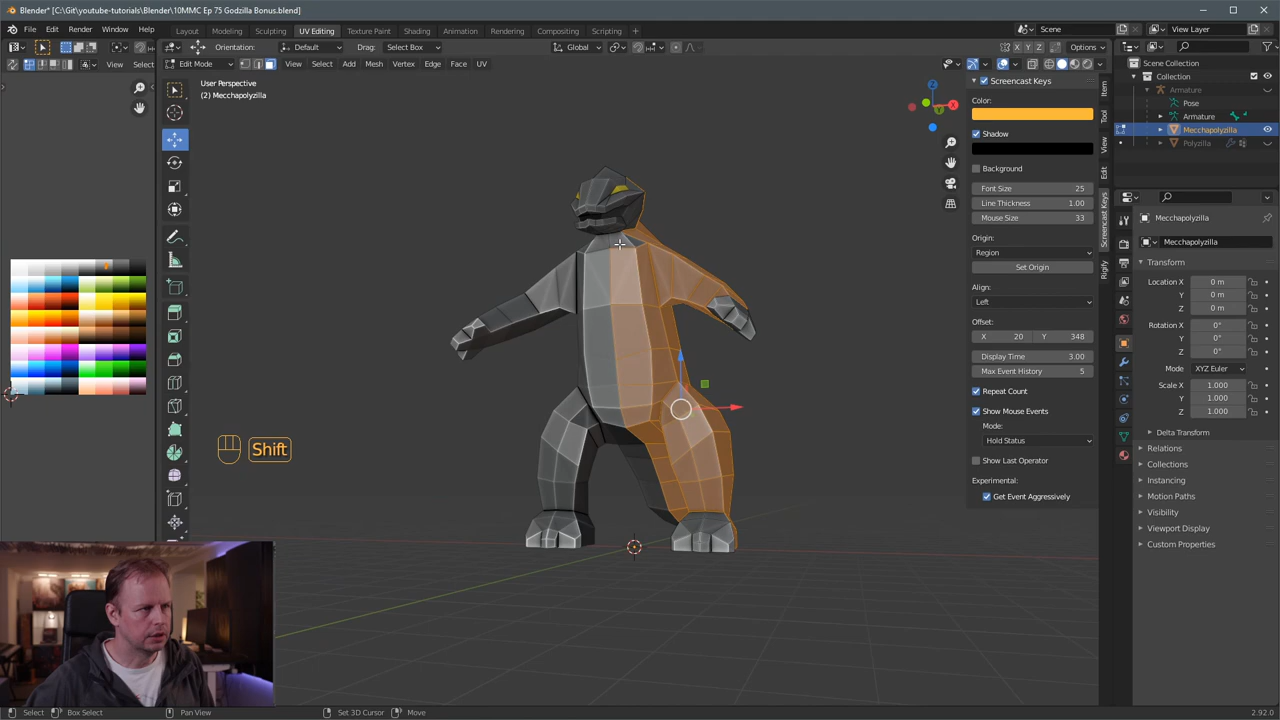 Blender* [C:\Git\youtube-tutorials\Blender\10MMC Ep 75 Godzilla Bonus.blend]
File Edit Render Window Help
Layout Modeling Sculpting UV Editing Texture Paint Shading Animation Rendering Compositing Scripting +
Scene
View Layer
Orientation: Default Drag: Select Box
Global
X Y Z Options
View Select
Edit Mode View Select Add Mesh Vertex Edge Face UV
User Perspective
(2) Mecchapolyzilla
Z
X
Y
Scene Collection
Collection
Armature
Pose
Armature
Mecchapolyzilla
Polyzilla
Screencast Keys
Color:
Shadow
Background
Font Size 25
Line Thickness 1.00
Mouse Size 33
Origin:
Region
Set Origin
Align:
Left
Offset:
X 20 Y 348
Display Time 3.00
Max Event History 5
Repeat Count
Show Mouse Events
Mode:
Hold Status
Show Last Operator
Experimental:
Get Event Aggressively
Item
Tool
View
Edit
Screencast Keys
Rigify
Mecchapolyzilla
Mecchapolyzilla
Transform
Location X 0 m
Y 0 m
Z 0 m
Rotation X 0°
Y 0°
Z 0°
Mode XYZ Euler
Scale X 1.000
Y 1.000
Z 1.000
Delta Transform
Relations
Collections
Instancing
Motion Paths
Visibility
Viewport Display
Custom Properties
Shift
Select Box Select Pan View Set 3D Cursor Move 2.92.0